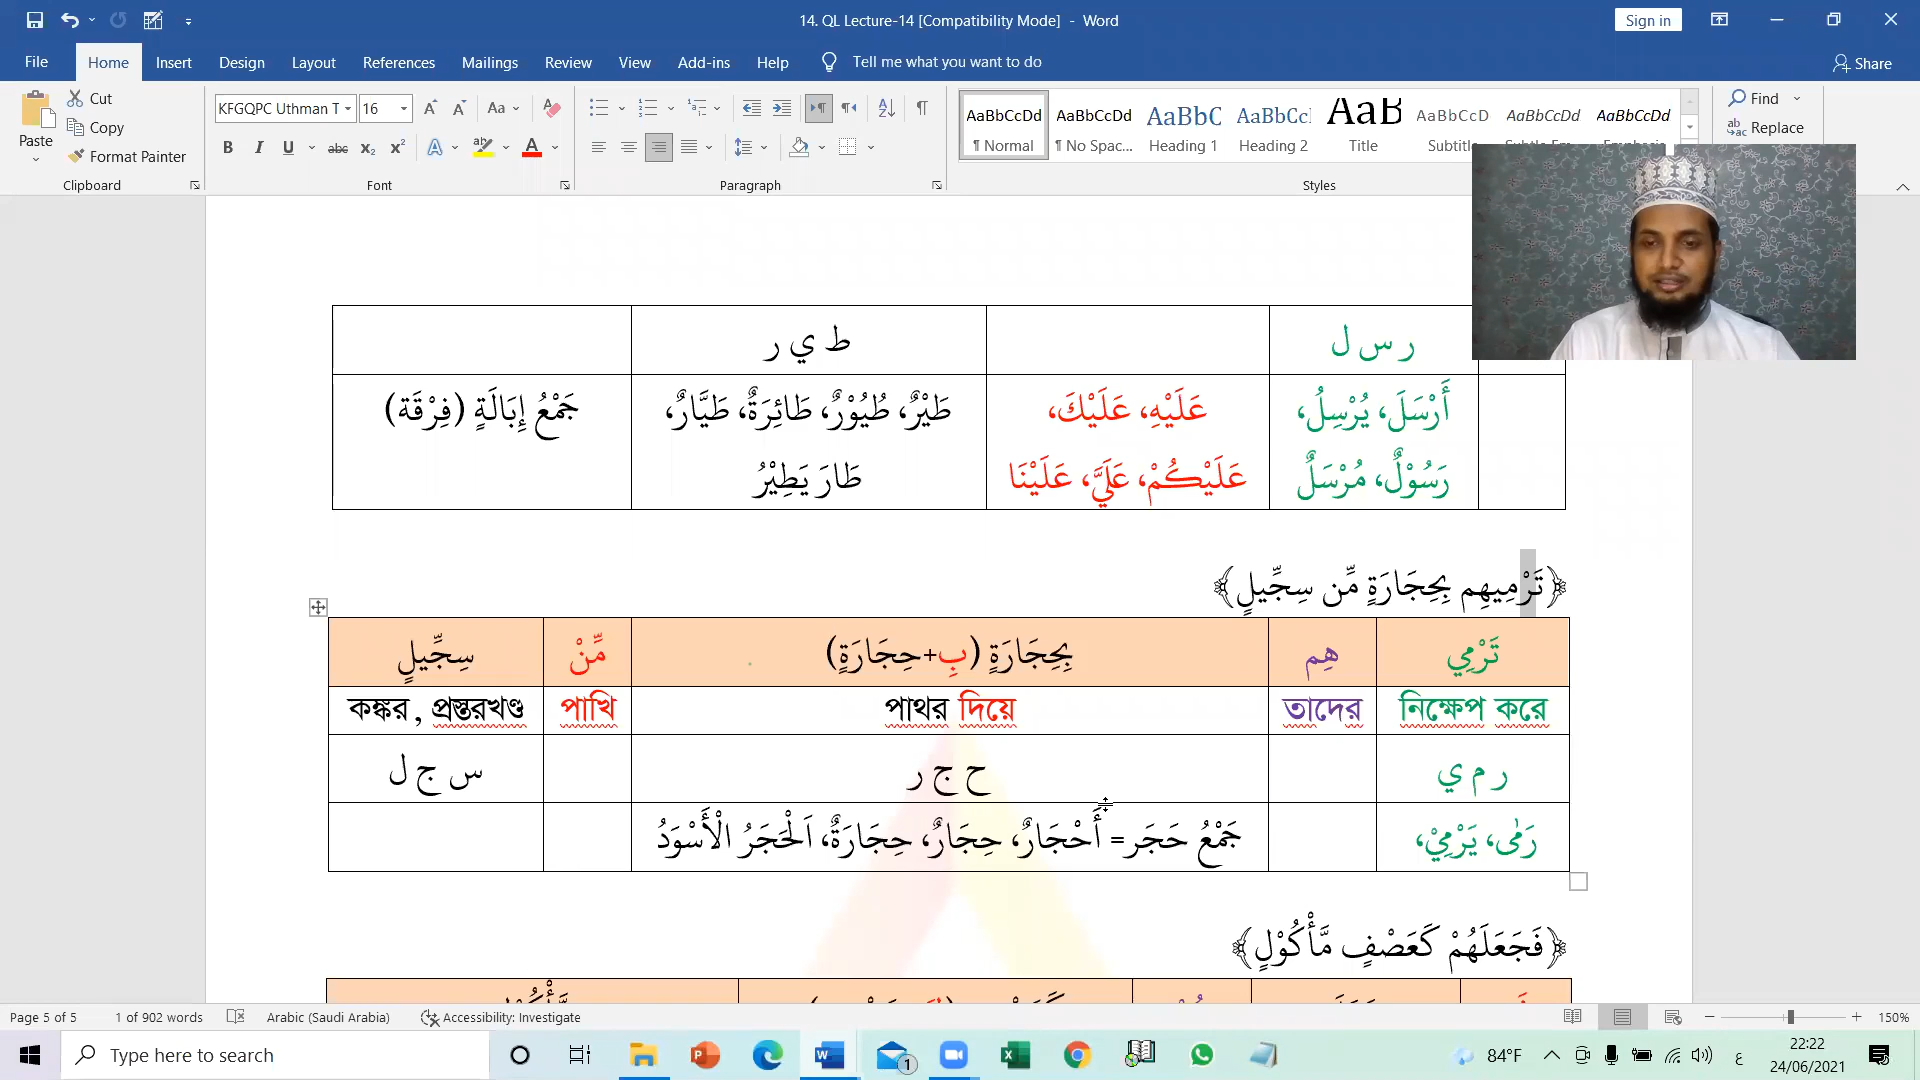 14. QL Lecture-14 [Compatibility Mode] - Word
Sign in
File Home Insert Design Layout References Mailings Review View Add-ins Help Tell me what you want to do
Share
Paste
Cut
Copy
Format Painter
Clipboard
KFGQPC Uthman T 16
Font
Paragraph
AaBbCcDd AaBbCcDd AaBbC AaBbCc AaB AaBbCcD AaBbCcDd AaBbCcDd
¶ Normal ¶ No Spac... Heading 1 Heading 2 Title
Styles
Find
Replace
ر س ل
ط ي ر
أَرْسَلَ، يُرْسِلُ،
رَسُوْلٌ، مُرْسَلٌ
عَلَيْهِ، عَلَيْكَ،
عَلَيْكُمْ، عَلَيَّ، عَلَيْنَا
طَيْرٌ، طُيُوْرٌ، طَائِرَةٌ، طَيَّارٌ،
طَارَ يَطِيْرُ
جَمْعُ إِبَالَةٍ (فِرْقَة)
﴿تَرْمِيهِم بِحِجَارَةٍ مِّن سِجِّيلٍ﴾
تَرْمِي هِم بِحِجَارَةٍ (بِ+حِجَارَةٍ) مِّنْ سِجِّيلٍ
নিক্ষেপ করে তাদের পাথর দিয়ে পাখি কঙ্কর, প্রস্তরখণ্ড
ر م ي ح ج ر س ج ل
رَمٰى، يَرْمِيْ، جَمْعُ حَجَر= أَحْجَارٌ، حِجَارٌ، حِجَارَةٌ، اَلْحَجَرُ الْأَسْوَدُ
﴿فَجَعَلَهُمْ كَعَصْفٍ مَّأْكُوْلٍ﴾
Page 5 of 5 1 of 902 words Arabic (Saudi Arabia) Accessibility: Investigate 150%
Type here to search
1
84°F
ع
22:22
24/06/2021